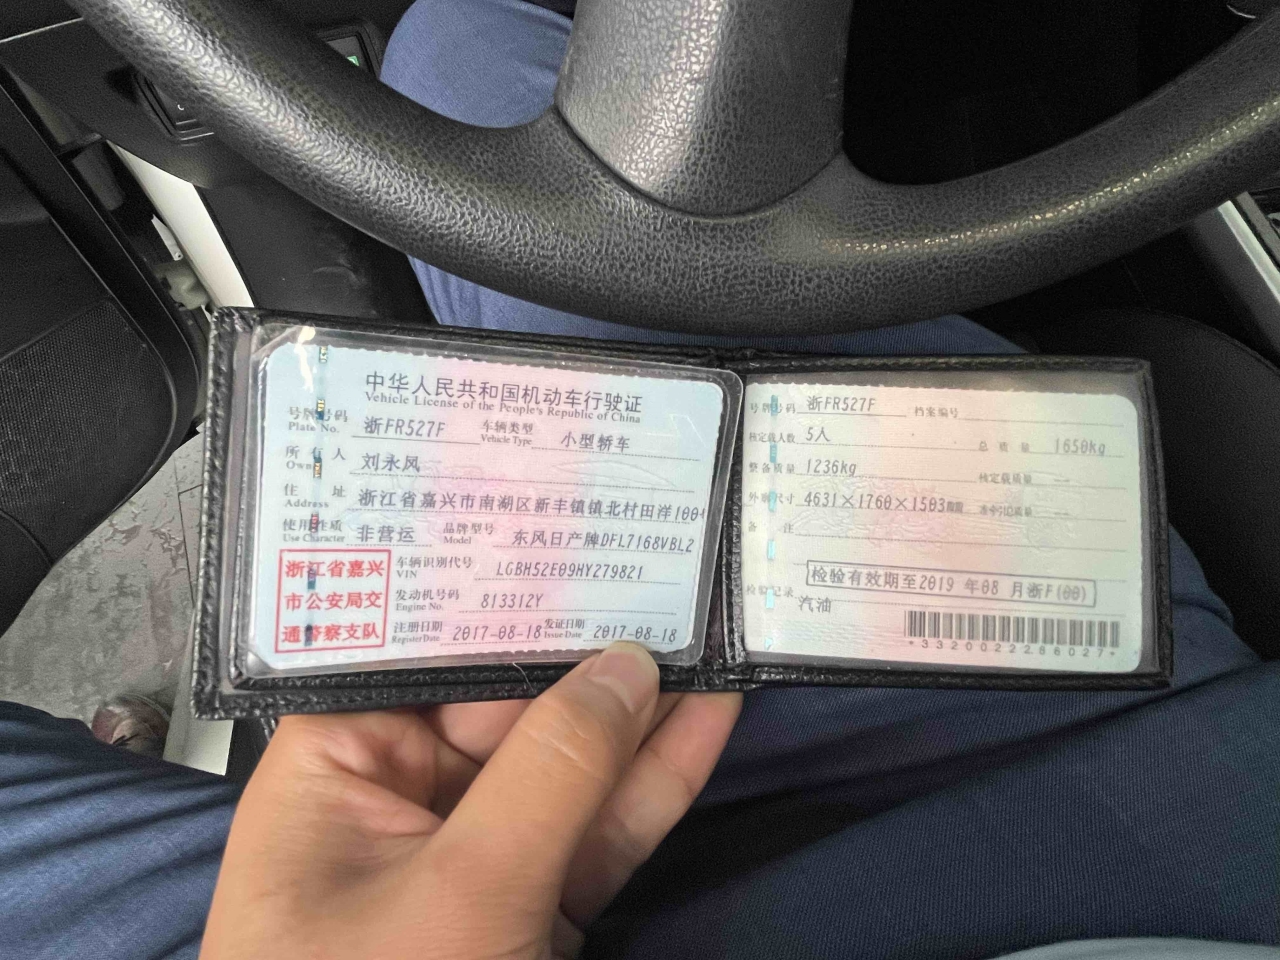 中华人民共和国机动车行驶证
Vehicle License of the People's Republic of China
号牌号码 浙FR527F 车辆类型 小型轿车
Plate No. Vehicle Type
所有人 刘永凤
Owner
住址 浙江省嘉兴市南湖区新丰镇镇北村田洋100
Address
使用性质 非营运 品牌型号 东风日产牌DFL7168VBL2
Use Character Model
浙江省嘉兴
市公安局交
通警察支队
车辆识别代号 LGBH52E09HY279821
VIN
发动机号码 813312Y
Engine No.
注册日期 2017-08-18 发证日期 2017-08-18
Register Date Issue Date
号牌号码 浙FR527F 档案编号
核定载人数 5人 总质量 1650kg
整备质量 1236kg 核定载质量 --
外廓尺寸 4631×1760×1503 --
备注
检验有效期至2019 年08 月浙F(00)
检验记录
汽油
*3320022286027*